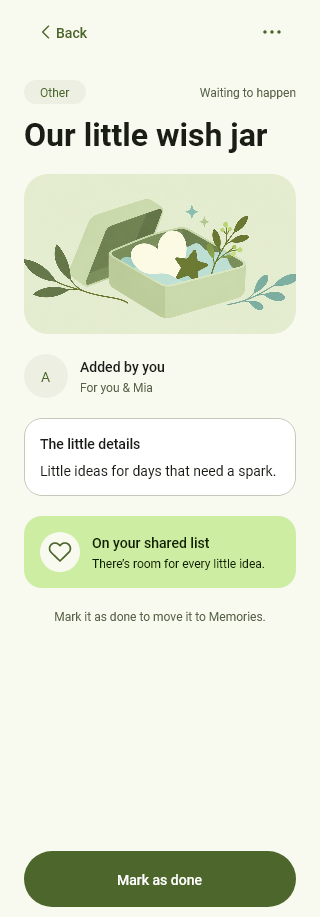 Back
Other
Waiting to happen
Our little wish jar
A
Added by you
For you & Mia
The little details
Little ideas for days that need a spark.
On your shared list
There's room for every little idea.
Mark it as done to move it to Memories.
Mark as done